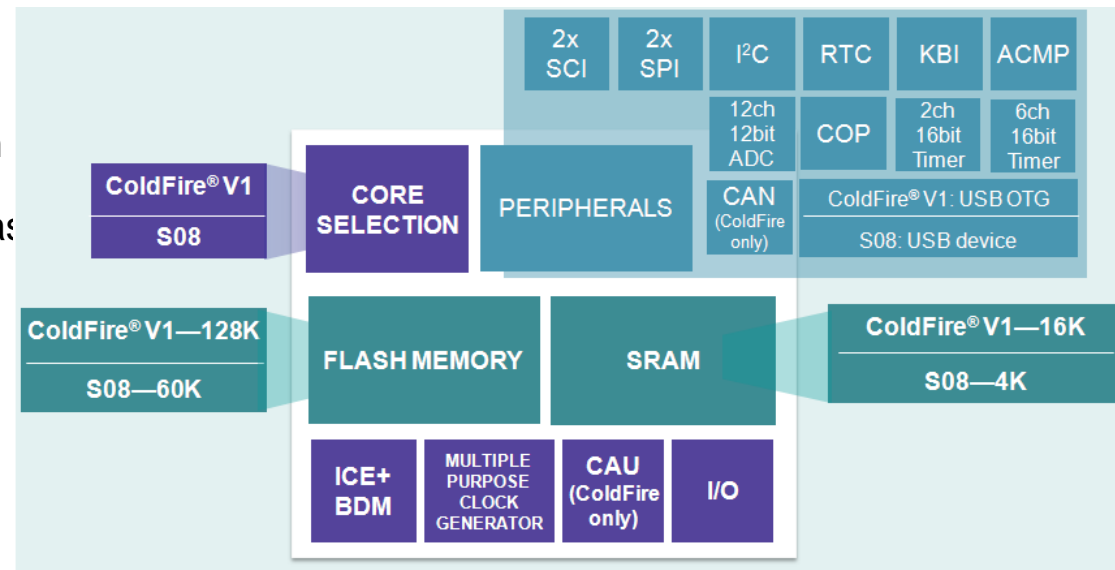 2x
SCI
2x
SPI
I²C
RTC
KBI
ACMP
12ch
12bit
ADC
COP
2ch
16bit
Timer
6ch
16bit
Timer
ColdFire® V1
S08
CORE
SELECTION
PERIPHERALS
CAN
(ColdFire
only)
ColdFire® V1: USB OTG
S08: USB device
ColdFire® V1—128K
S08—60K
FLASH MEMORY
SRAM
ColdFire® V1—16K
S08—4K
ICE+
BDM
MULTIPLE
PURPOSE
CLOCK
GENERATOR
CAU
(ColdFire
only)
I/O